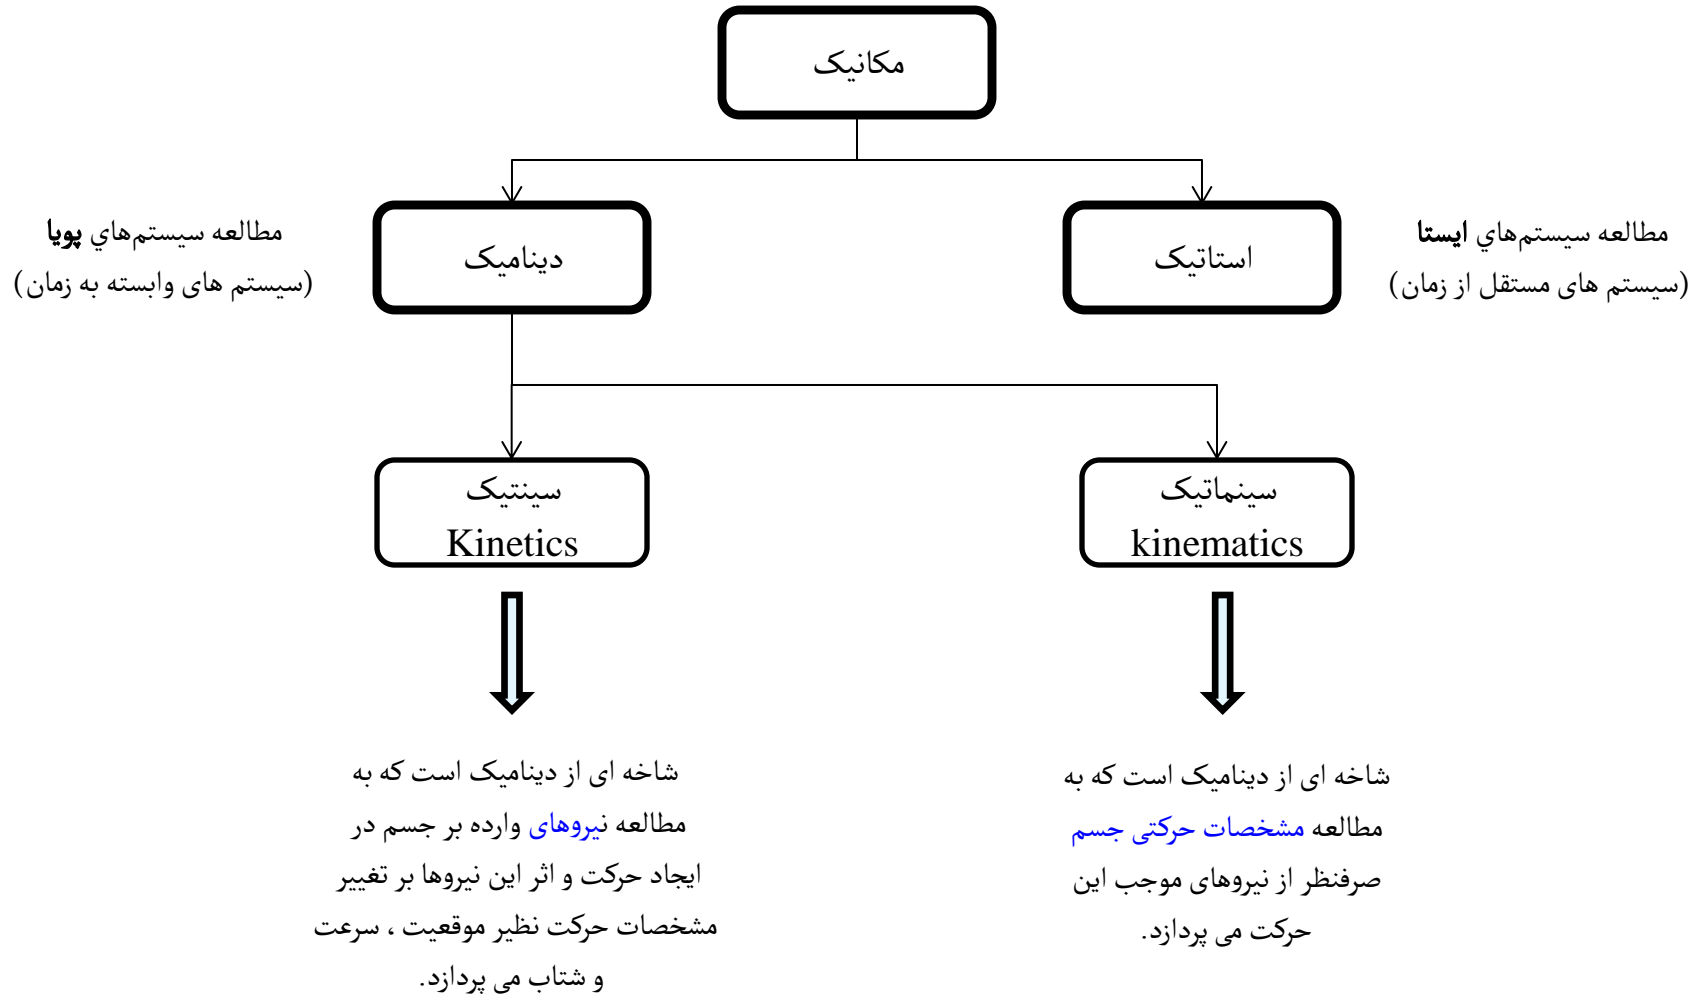 مکانیک
استاتیک
مطالعه سیستم‌هاي ایستا
(سیستم های مستقل از زمان)
دینامیک
مطالعه سیستم‌هاي پویا
(سیستم های وابسته به زمان)
سینماتیک
kinematics
سینتیک
Kinetics
شاخه ای از دینامیک است که به
مطالعه مشخصات حرکتی جسم
صرفنظر از نیروهای موجب این
حرکت می پردازد.
شاخه ای از دینامیک است که به
مطالعه نیروهای وارده بر جسم در
ایجاد حرکت و اثر این نیروها بر تغییر
مشخصات حرکت نظیر موقعیت ، سرعت
و شتاب می پردازد.